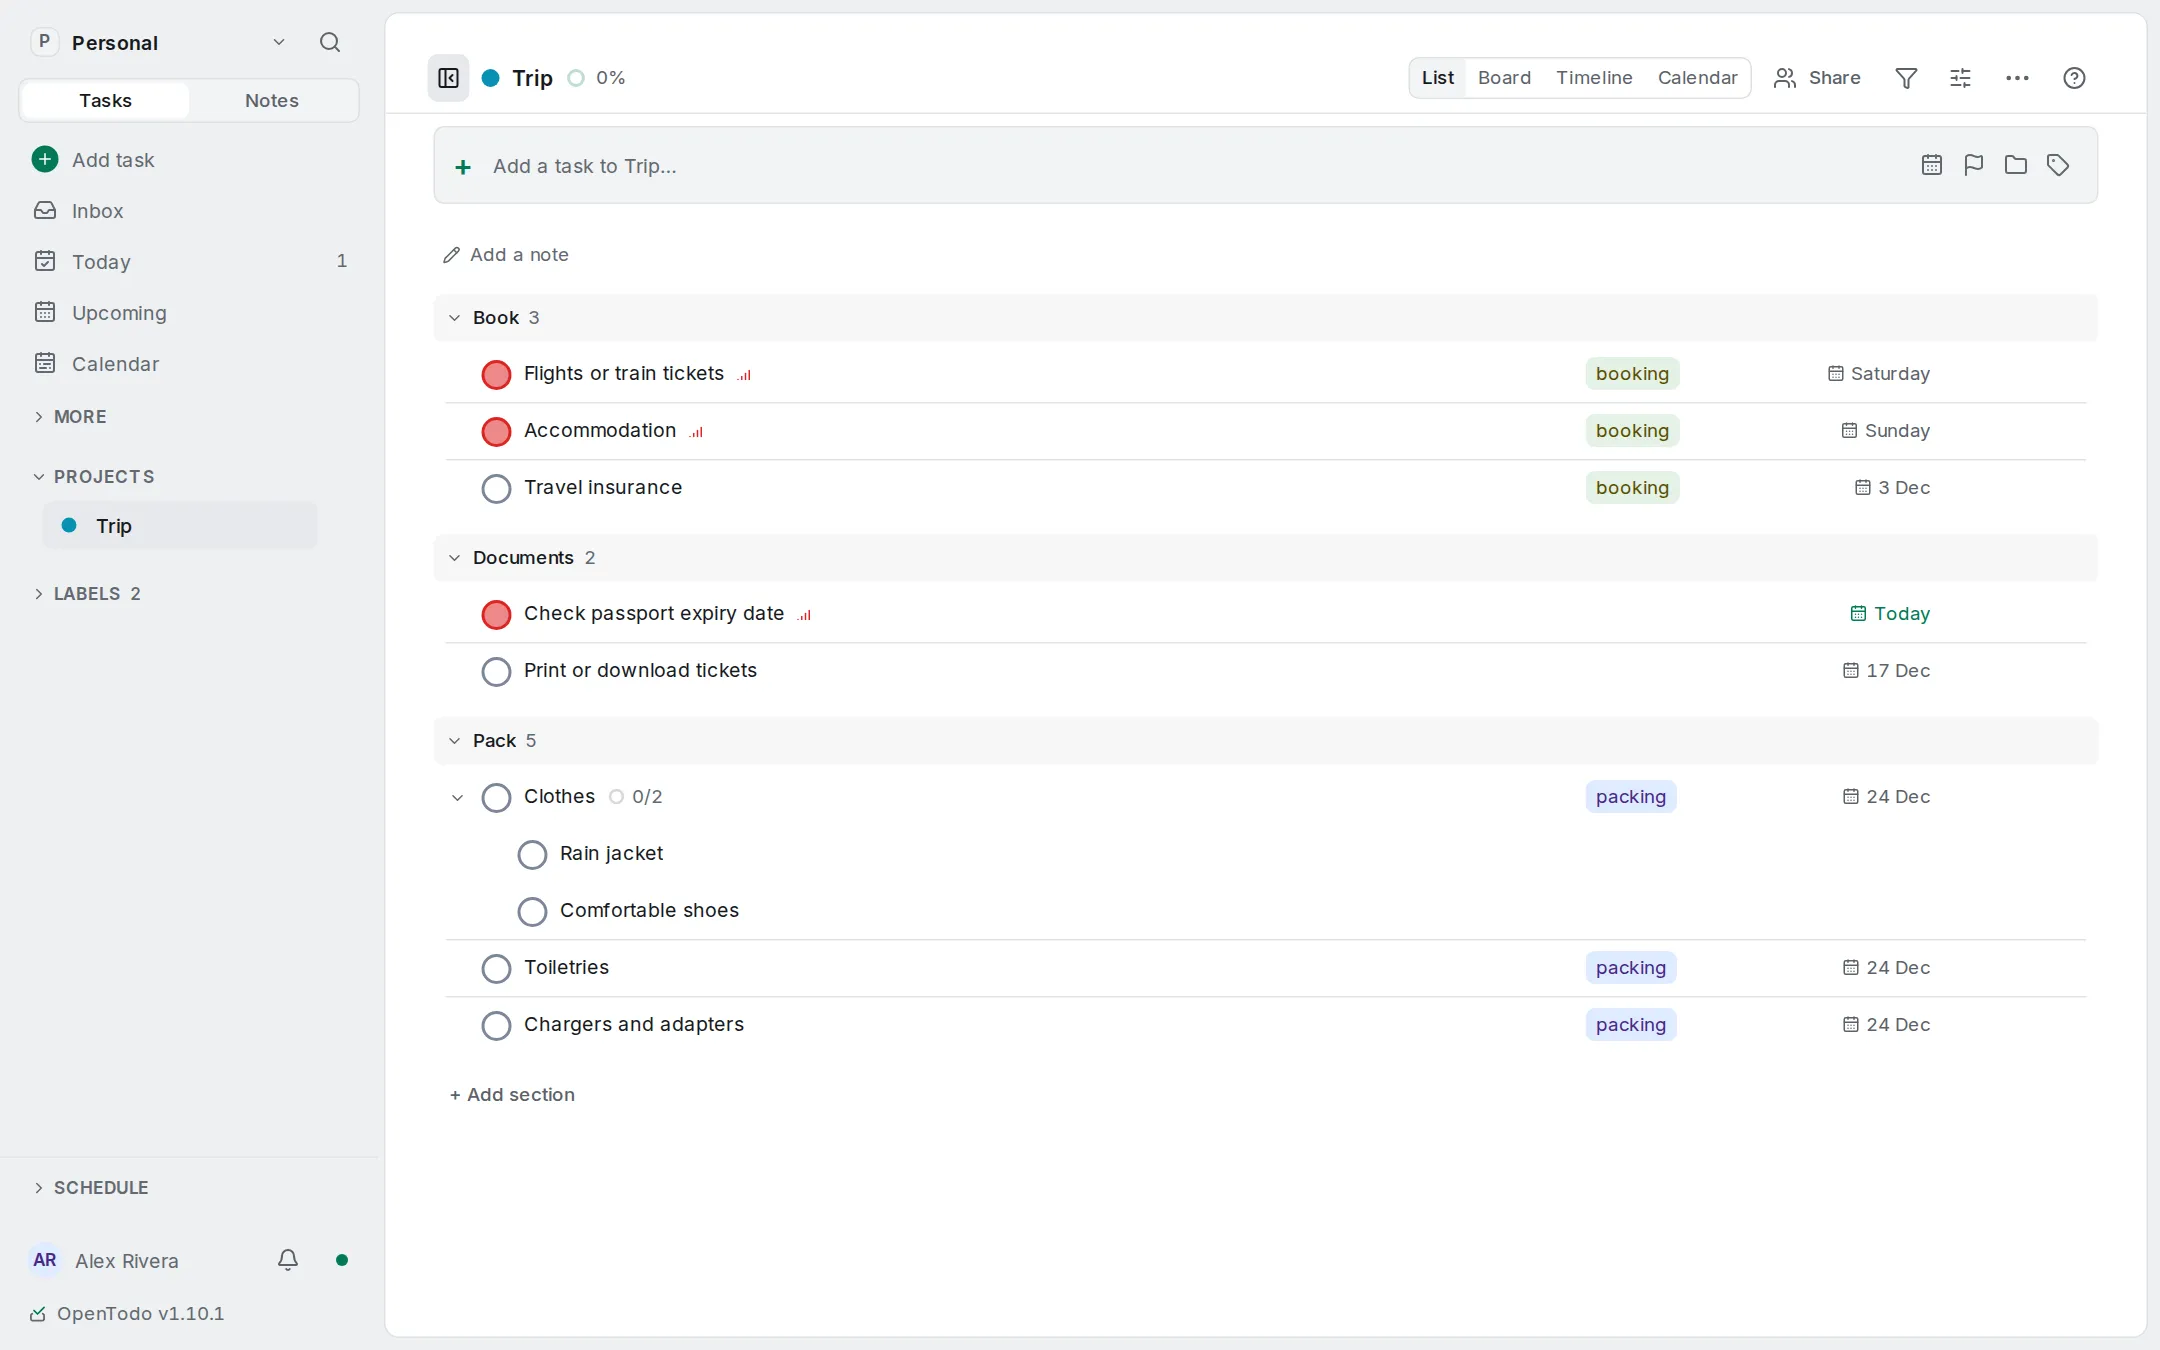 P Personal
Tasks Notes
Add task
Inbox
Today 1
Upcoming
Calendar
MORE
PROJECTS
Trip
LABELS 2
SCHEDULE
AR Alex Rivera
OpenTodo v1.10.1
Trip 0% List Board Timeline Calendar Share
+ Add a task to Trip...
Add a note
Book 3
Flights or train tickets booking Saturday
Accommodation booking Sunday
Travel insurance booking 3 Dec
Documents 2
Check passport expiry date Today
Print or download tickets 17 Dec
Pack 5
Clothes 0/2 packing 24 Dec
Rain jacket
Comfortable shoes
Toiletries packing 24 Dec
Chargers and adapters packing 24 Dec
+ Add section